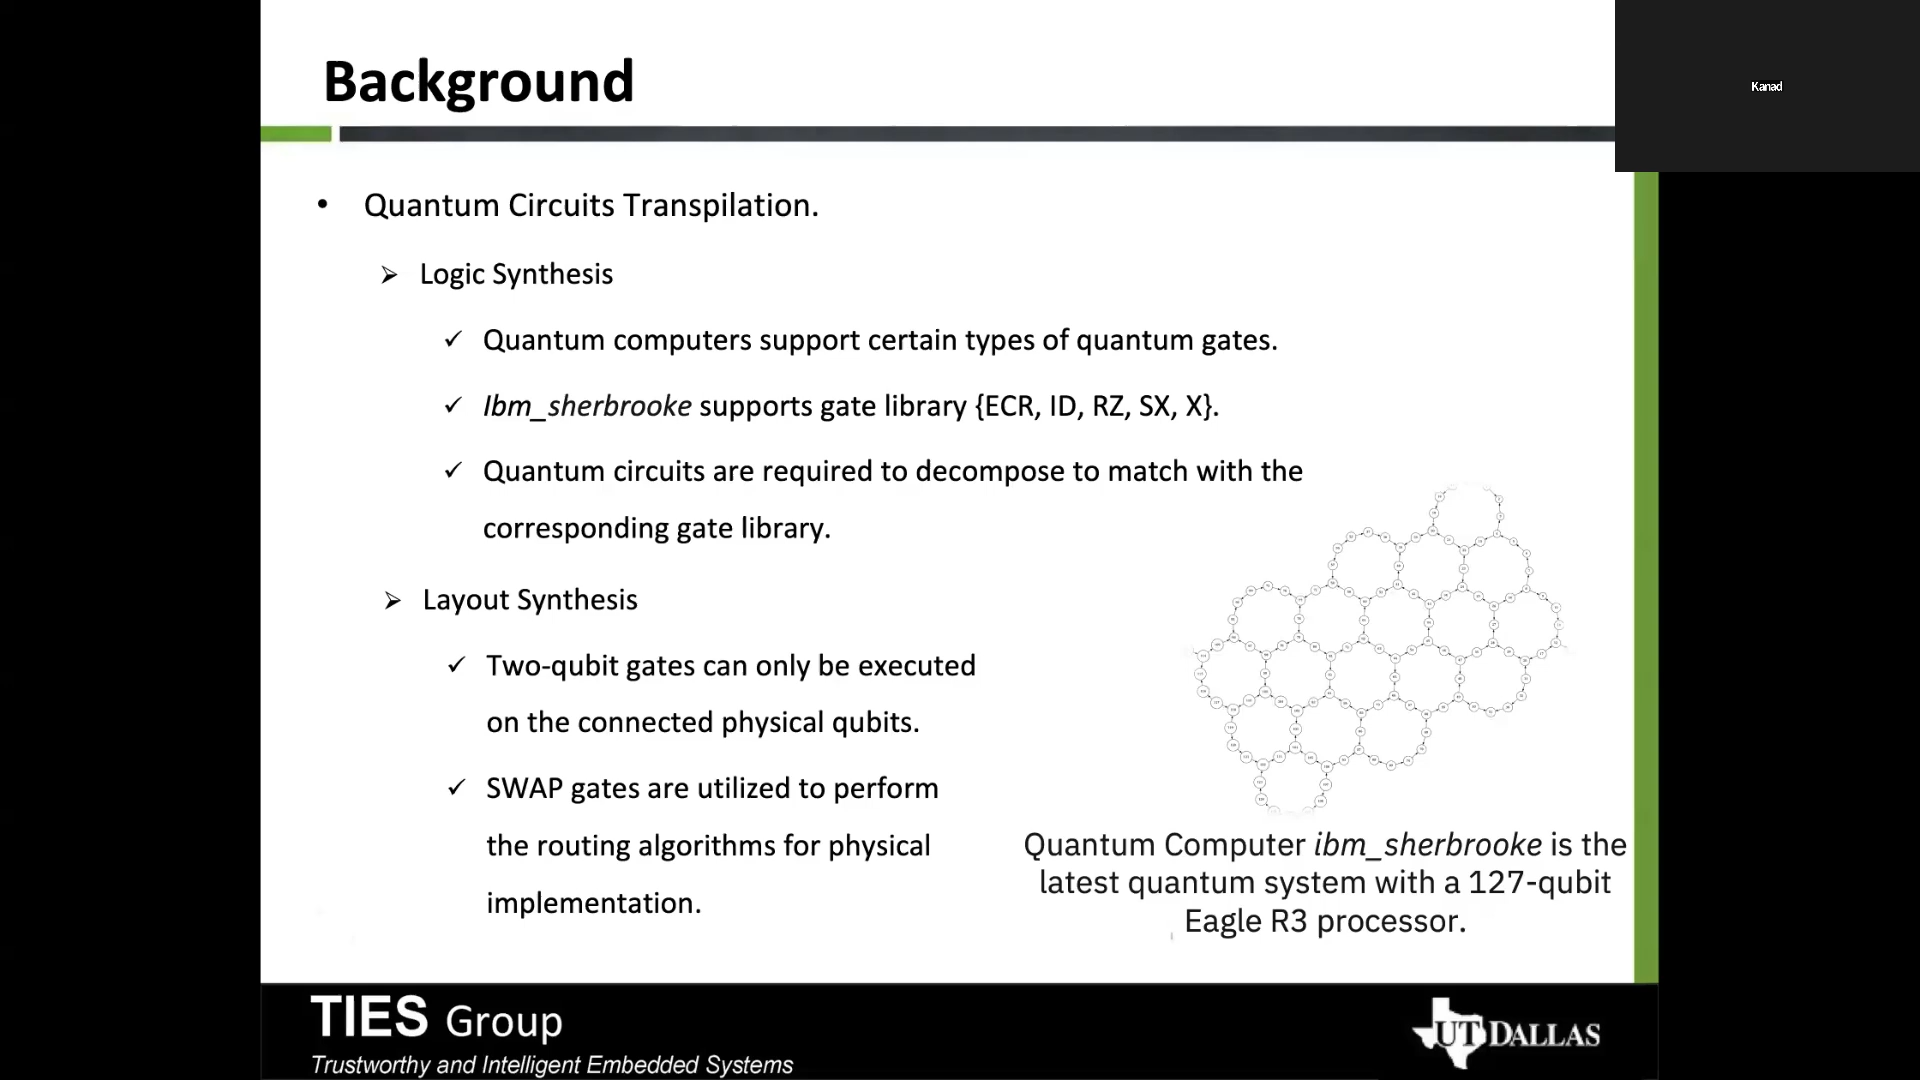 Background
Kanad
• Quantum Circuits Transpilation.
➢ Logic Synthesis
✓ Quantum computers support certain types of quantum gates.
✓ Ibm_sherbrooke supports gate library {ECR, ID, RZ, SX, X}.
✓ Quantum circuits are required to decompose to match with the
corresponding gate library.
➢ Layout Synthesis
✓ Two-qubit gates can only be executed
on the connected physical qubits.
✓ SWAP gates are utilized to perform
the routing algorithms for physical
implementation.
Quantum Computer ibm_sherbrooke is the
latest quantum system with a 127-qubit
Eagle R3 processor.
TIES Group
Trustworthy and Intelligent Embedded Systems
UT DALLAS